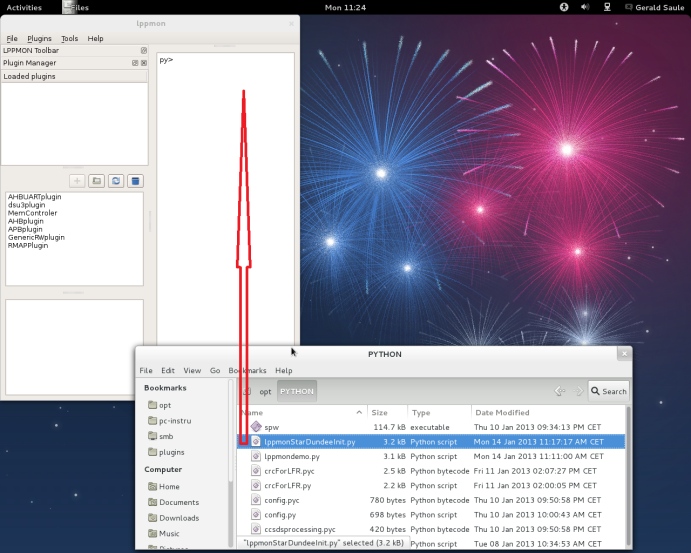 Activities
Files
Mon 11:24
Gerald Saule
lppmon
File Plugins Tools Help
LPPMON Toolbar
Plugin Manager
Loaded plugins
py>
AHBUARTplugin
dsu3plugin
MemControler
AHBplugin
APBplugin
GenericRWplugin
RMAPPlugin
PYTHON
File Edit View Go Bookmarks Help
Bookmarks
opt
pc-instru
smb
plugins
Computer
Home
Documents
Downloads
Music
Pictures
opt PYTHON Search
Name Size Type Date Modified
spw 114.7 kB executable Thu 10 Jan 2013 09:34:13 PM CET
lppmonStarDundeeInit.py 3.2 kB Python script Mon 14 Jan 2013 11:17:17 AM CET
lppmondemo.py 3.1 kB Python script Mon 14 Jan 2013 11:11:00 AM CET
crcForLFR.pyc 2.5 kB Python bytecode Fri 11 Jan 2013 02:07:27 PM CET
crcForLFR.py 2.2 kB Python script Fri 11 Jan 2013 02:00:05 PM CET
config.pyc 780 bytes Python bytecode Thu 10 Jan 2013 09:50:58 PM CET
config.py 698 bytes Python script Thu 10 Jan 2013 10:00:43 AM CET
ccsdsprocessing.pyc 420 bytes Python bytecode Thu 10 Jan 2013 09:50:58 PM CET
Python script Tue 08 Jan 2013 10:34:53 AM CET
"lppmonStarDundeeInit.py" selected (3.2 kB)